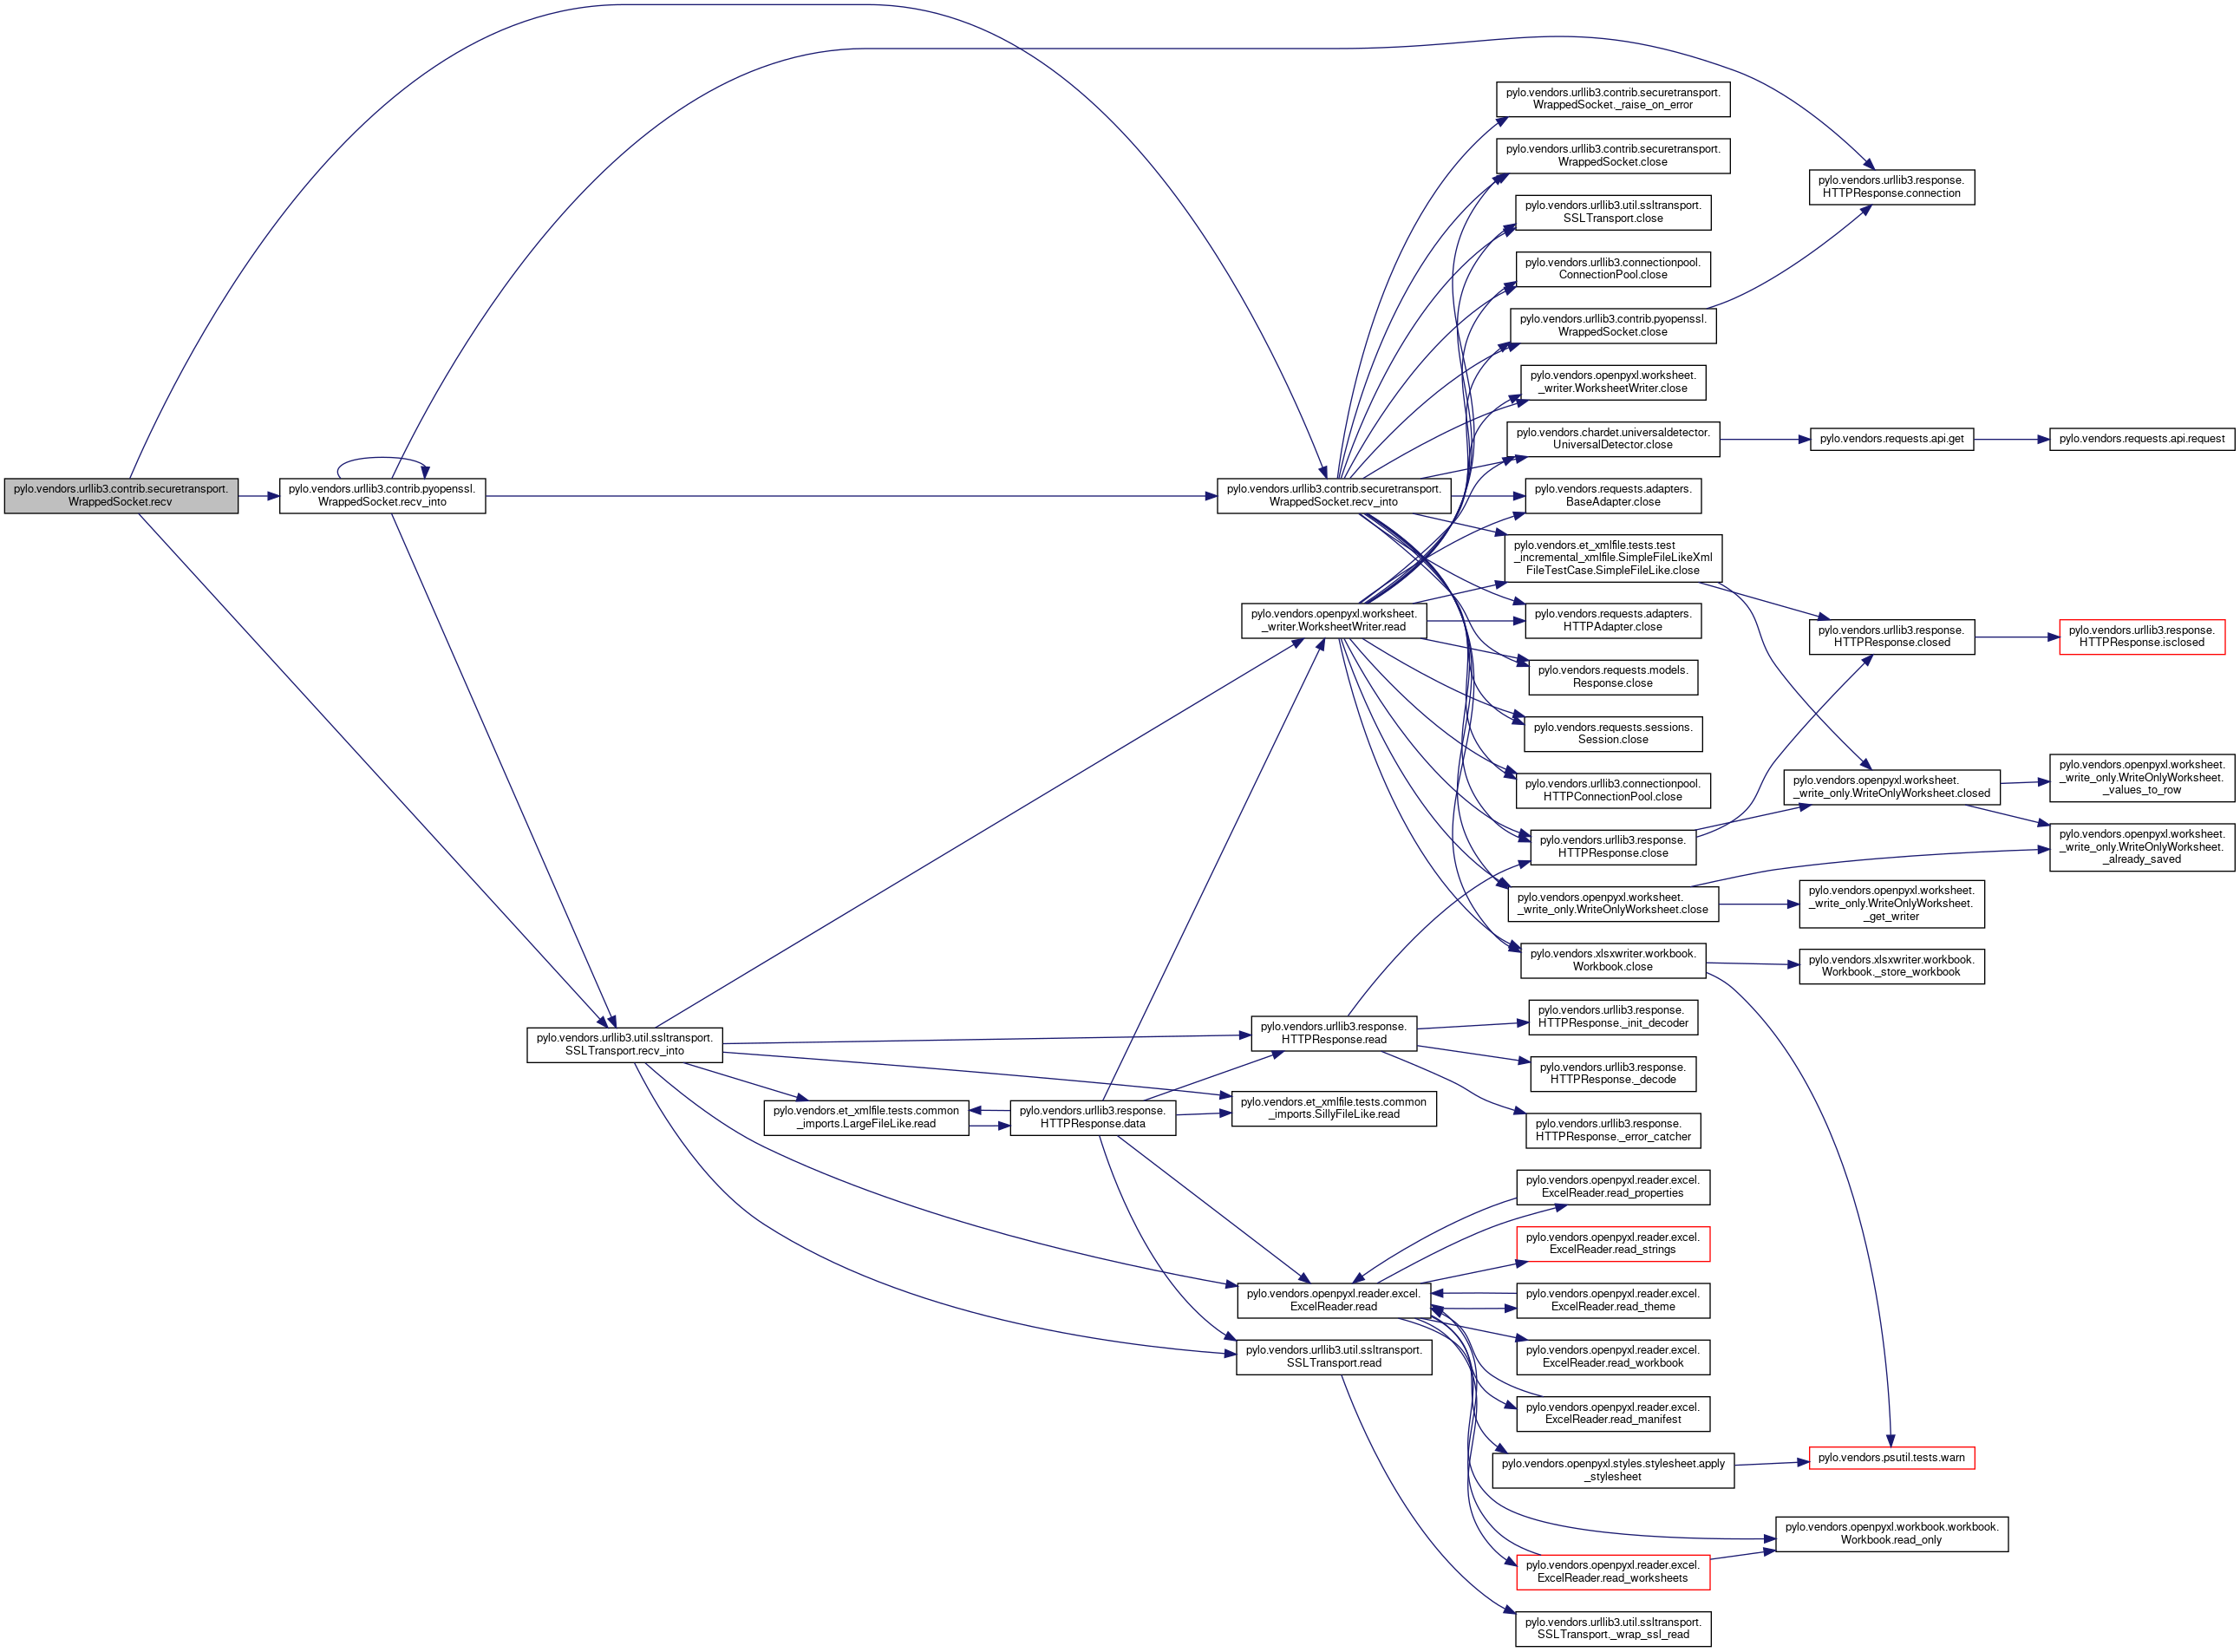 pylo.vendors.urllib3.contrib.securetransport.
WrappedSocket.recv
pylo.vendors.urllib3.contrib.pyopenssl.
WrappedSocket.recv_into
pylo.vendors.urllib3.util.ssltransport.
SSLTransport.recv_into
pylo.vendors.et_xmlfile.tests.common
_imports.LargeFileLike.read
pylo.vendors.urllib3.response.
HTTPResponse.data
pylo.vendors.urllib3.contrib.securetransport.
WrappedSocket.recv_into
pylo.vendors.openpyxl.worksheet.
_writer.WorksheetWriter.read
pylo.vendors.urllib3.response.
HTTPResponse.read
pylo.vendors.et_xmlfile.tests.common
_imports.SillyFileLike.read
pylo.vendors.openpyxl.reader.excel.
ExcelReader.read
pylo.vendors.urllib3.util.ssltransport.
SSLTransport.read
pylo.vendors.urllib3.contrib.securetransport.
WrappedSocket._raise_on_error
pylo.vendors.urllib3.contrib.securetransport.
WrappedSocket.close
pylo.vendors.urllib3.util.ssltransport.
SSLTransport.close
pylo.vendors.urllib3.connectionpool.
ConnectionPool.close
pylo.vendors.urllib3.contrib.pyopenssl.
WrappedSocket.close
pylo.vendors.openpyxl.worksheet.
_writer.WorksheetWriter.close
pylo.vendors.chardet.universaldetector.
UniversalDetector.close
pylo.vendors.requests.adapters.
BaseAdapter.close
pylo.vendors.et_xmlfile.tests.test
_incremental_xmlfile.SimpleFileLikeXml
FileTestCase.SimpleFileLike.close
pylo.vendors.requests.adapters.
HTTPAdapter.close
pylo.vendors.requests.models.
Response.close
pylo.vendors.requests.sessions.
Session.close
pylo.vendors.urllib3.connectionpool.
HTTPConnectionPool.close
pylo.vendors.urllib3.response.
HTTPResponse.close
pylo.vendors.openpyxl.worksheet.
_write_only.WriteOnlyWorksheet.close
pylo.vendors.xlsxwriter.workbook.
Workbook.close
pylo.vendors.urllib3.response.
HTTPResponse._init_decoder
pylo.vendors.urllib3.response.
HTTPResponse._decode
pylo.vendors.urllib3.response.
HTTPResponse._error_catcher
pylo.vendors.openpyxl.reader.excel.
ExcelReader.read_properties
pylo.vendors.openpyxl.reader.excel.
ExcelReader.read_strings
pylo.vendors.openpyxl.reader.excel.
ExcelReader.read_theme
pylo.vendors.openpyxl.reader.excel.
ExcelReader.read_workbook
pylo.vendors.openpyxl.reader.excel.
ExcelReader.read_manifest
pylo.vendors.openpyxl.styles.stylesheet.apply
_stylesheet
pylo.vendors.openpyxl.reader.excel.
ExcelReader.read_worksheets
pylo.vendors.urllib3.util.ssltransport.
SSLTransport._wrap_ssl_read
pylo.vendors.urllib3.response.
HTTPResponse.connection
pylo.vendors.requests.api.get
pylo.vendors.urllib3.response.
HTTPResponse.closed
pylo.vendors.openpyxl.worksheet.
_write_only.WriteOnlyWorksheet.closed
pylo.vendors.openpyxl.worksheet.
_write_only.WriteOnlyWorksheet.
_get_writer
pylo.vendors.xlsxwriter.workbook.
Workbook._store_workbook
pylo.vendors.psutil.tests.warn
pylo.vendors.openpyxl.workbook.workbook.
Workbook.read_only
pylo.vendors.requests.api.request
pylo.vendors.urllib3.response.
HTTPResponse.isclosed
pylo.vendors.openpyxl.worksheet.
_write_only.WriteOnlyWorksheet.
_values_to_row
pylo.vendors.openpyxl.worksheet.
_write_only.WriteOnlyWorksheet.
_already_saved